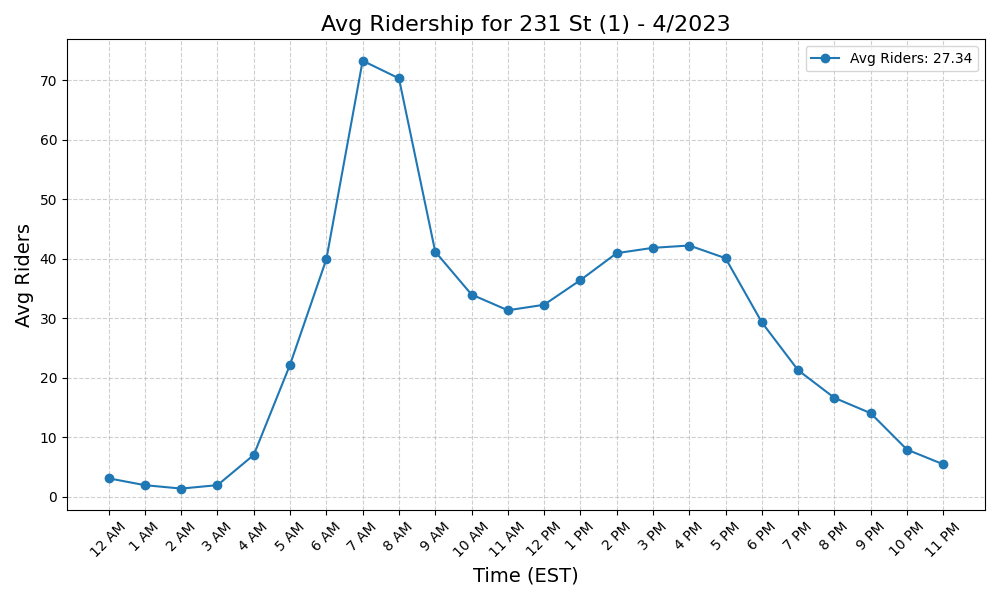 Avg Ridership for 231 St (1) - 4/2023
Avg Riders: 27.34
Avg Riders
70
60
50
40
30
20
10
0
12 AM 1 AM 2 AM 3 AM 4 AM 5 AM 6 AM 7 AM 8 AM 9 AM 10 AM 11 AM 12 PM 1 PM 2 PM 3 PM 4 PM 5 PM 6 PM 7 PM 8 PM 9 PM 10 PM 11 PM
Time (EST)